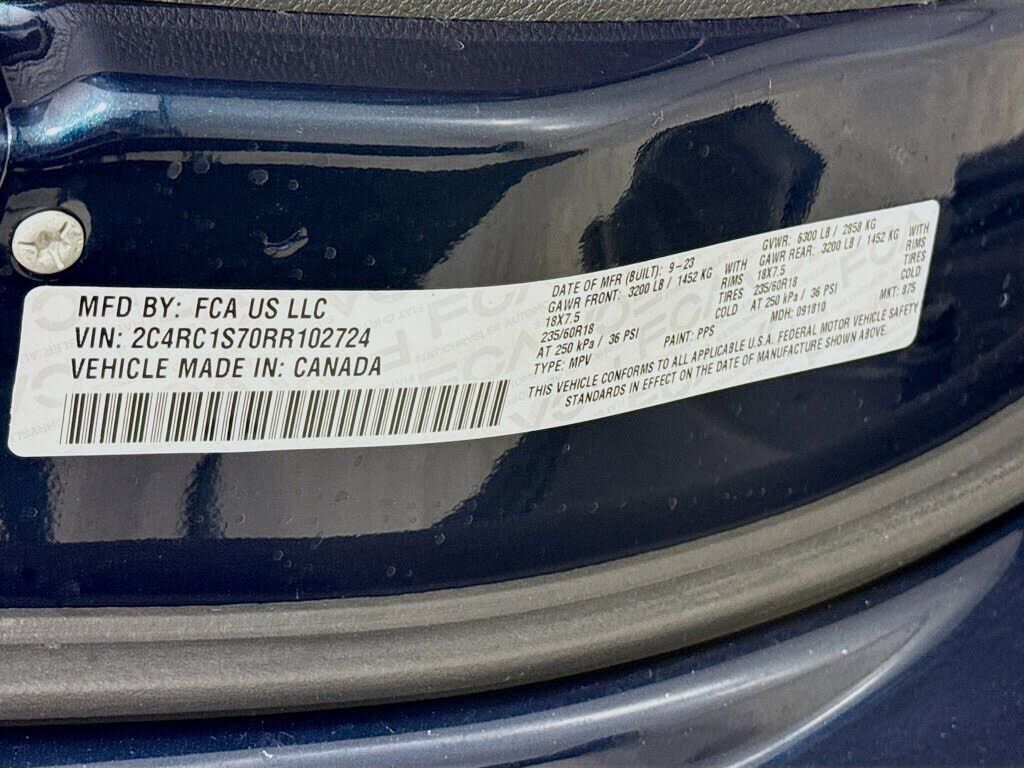 MFD BY: FCA US LLC
VIN: 2C4RC1S70RR102724
VEHICLE MADE IN: CANADA
DATE OF MFR (BUILT): 9-23 GVWR: 6300 LB / 2858 KG
GAWR FRONT: 3200 LB / 1452 KG WITH GAWR REAR: 3200 LB / 1452 KG WITH
18X7.5 RIMS 18X7.5 RIMS
235/60R18 TIRES 235/60R18 TIRES
AT 250 kPa / 36 PSI COLD AT 250 kPa / 36 PSI COLD
TYPE: MPV PAINT: PPS MDH: 091810 MKT: 875
THIS VEHICLE CONFORMS TO ALL APPLICABLE U.S.A. FEDERAL MOTOR VEHICLE SAFETY
STANDARDS IN EFFECT ON THE DATE OF MANUFACTURE SHOWN ABOVE.